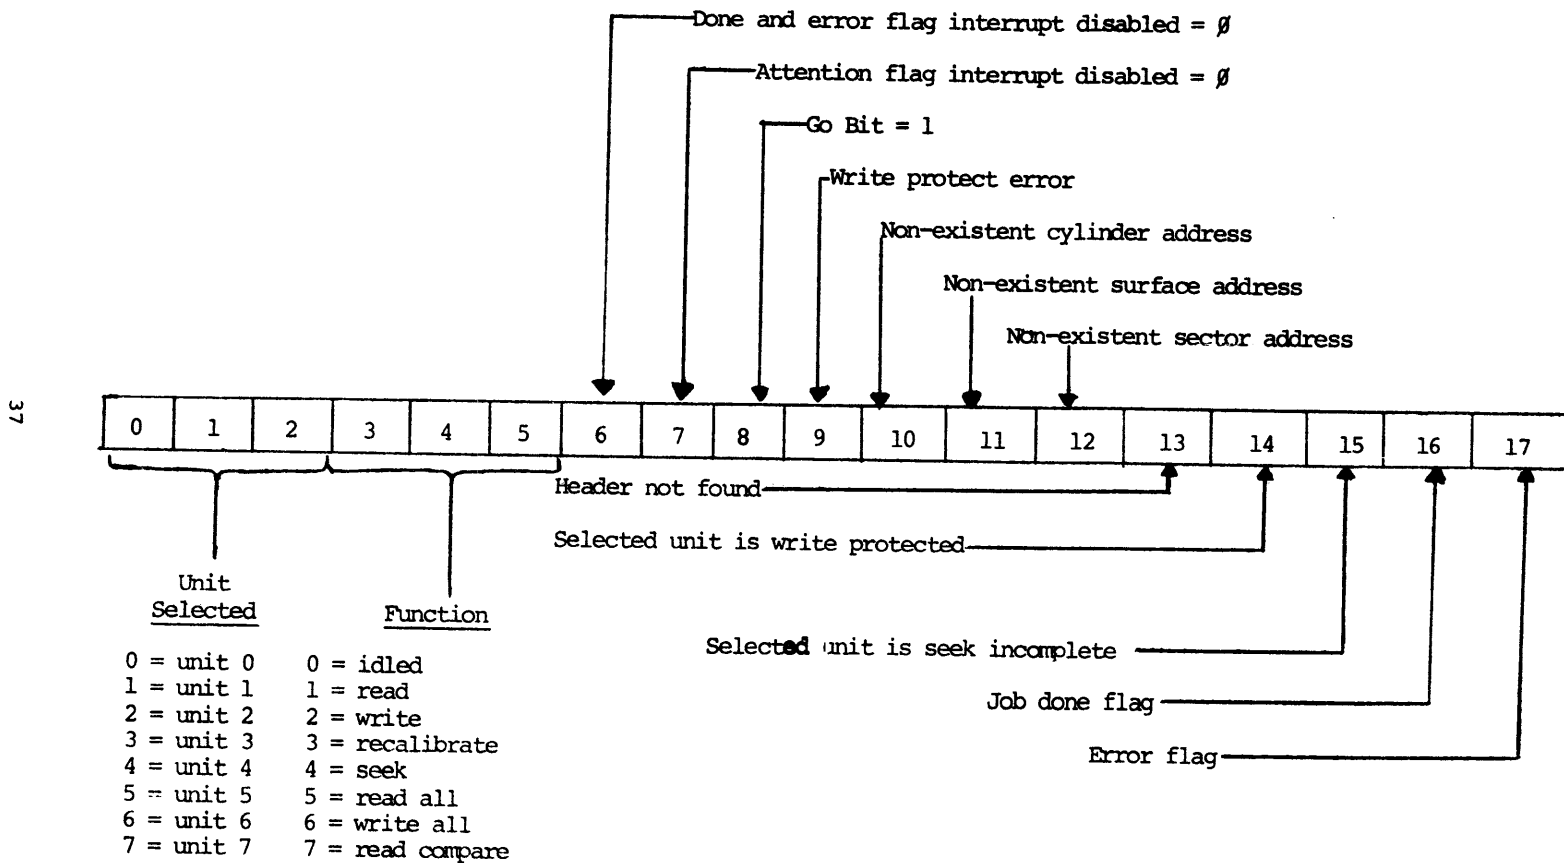 Done and error flag interrupt disabled = Ø
Attention flag interrupt disabled = Ø
Go Bit = 1
Write protect error
Non-existent cylinder address
Non-existent surface address
Non-existent sector address
37
0 1 2 3 4 5 6 7 8 9 10 11 12 13 14 15 16 17
Header not found
Selected unit is write protected
Unit
Selected
Function
Selected unit is seek incomplete
Job done flag
Error flag
0 = unit 0 0 = idled
1 = unit 1 1 = read
2 = unit 2 2 = write
3 = unit 3 3 = recalibrate
4 = unit 4 4 = seek
5 = unit 5 5 = read all
6 = unit 6 6 = write all
7 = unit 7 7 = read compare